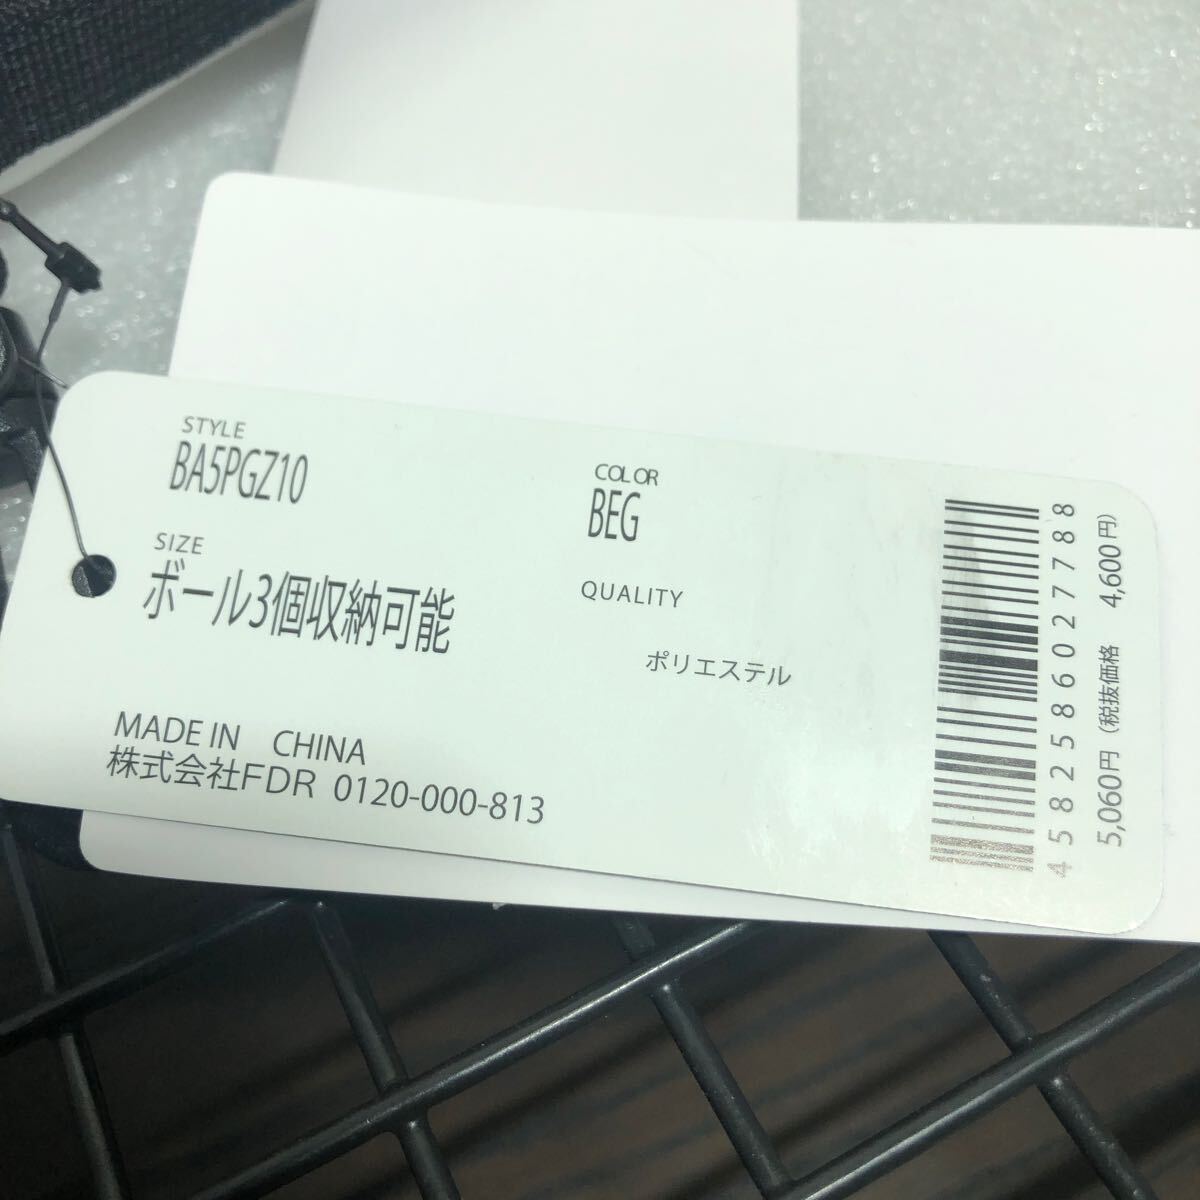 STYLE
BA5PGZ10
SIZE
ボール3個収納可能
MADE IN CHINA
株式会社FDR 0120-000-813
COLOR
BEG
QUALITY
ポリエステル
4582586027788
5,060円（税抜価格 4,600円）